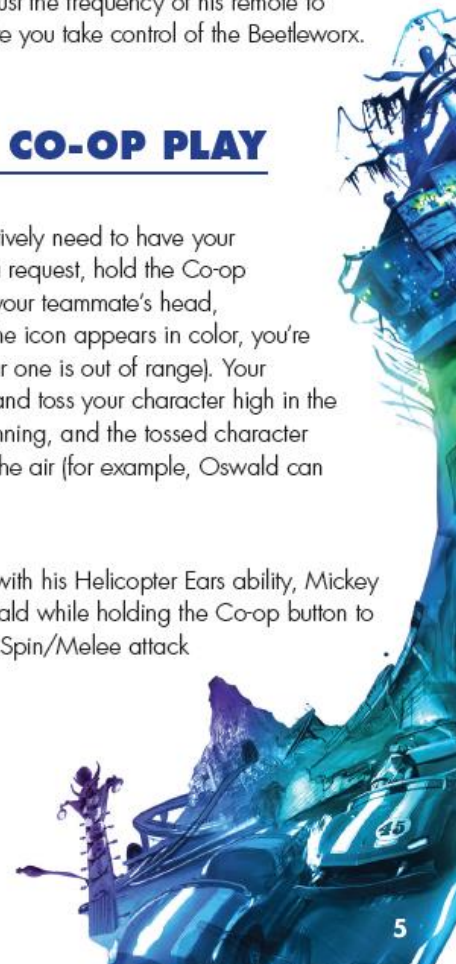 ust the frequency of his remote to
e you take control of the Beetleworx.
CO-OP PLAY
ively need to have your
request, hold the Co-op
your teammate's head,
ne icon appears in color, you're
r one is out of range). Your
and toss your character high in the
nning, and the tossed character
he air (for example, Oswald can
with his Helicopter Ears ability, Mickey
ald while holding the Co-op button to
Spin/Melee attack
45
5